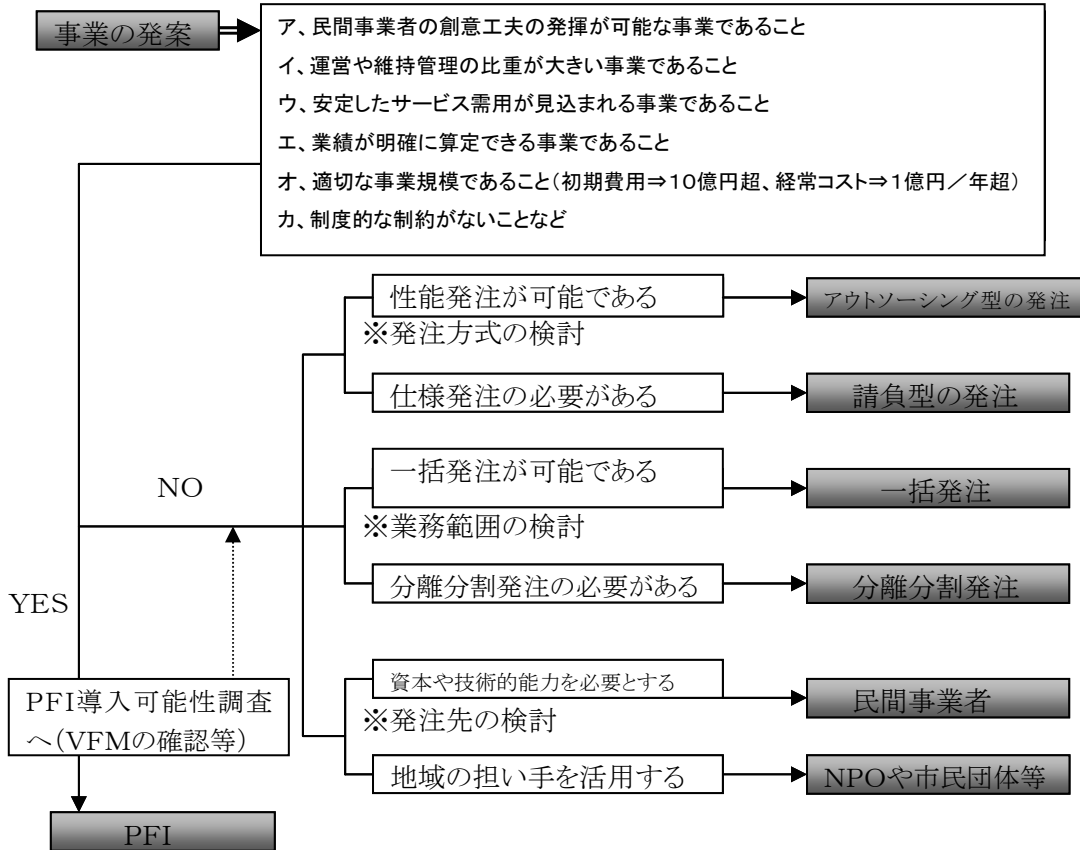 事業の発案
ア、民間事業者の創意工夫の発揮が可能な事業であること
イ、運営や維持管理の比重が大きい事業であること
ウ、安定したサービス需用が見込まれる事業であること
エ、業績が明確に算定できる事業であること
オ、適切な事業規模であること(初期費用⇒10億円超、経常コスト⇒1億円/年超)
カ、制度的な制約がないことなど
性能発注が可能である
アウトソーシング型の発注
※発注方式の検討
仕様発注の必要がある
請負型の発注
NO
一括発注が可能である
一括発注
※業務範囲の検討
分離分割発注の必要がある
分離分割発注
YES
PFI導入可能性調査
へ(VFMの確認等)
資本や技術的能力を必要とする
民間事業者
※発注先の検討
地域の担い手を活用する
NPOや市民団体等
PFI